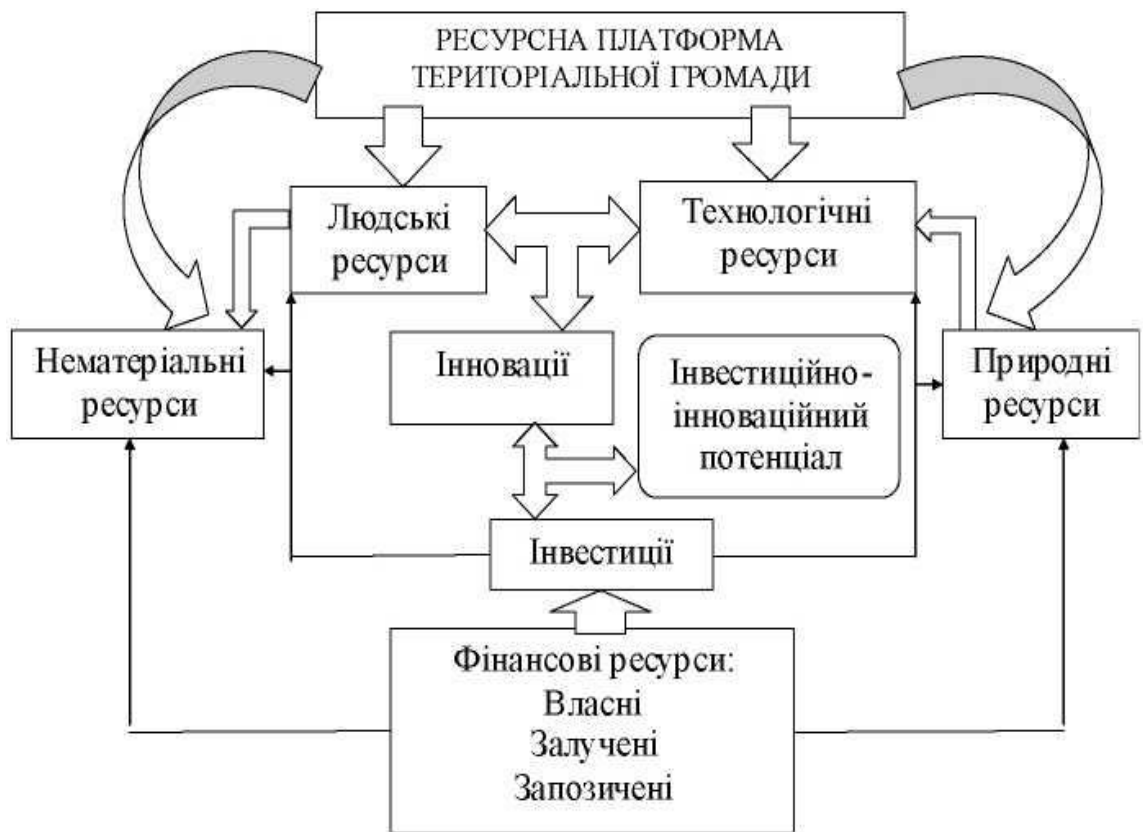 РЕСУРСНА ПЛАТФОРМА
ТЕРИТОРІАЛЬНОЇ ГРОМАДИ
Людські
ресурси
Технологічні
ресурси
Нематеріальні
ресурси
Інновації
Інвестиційно-
інноваційний
потенціал
Природні
ресурси
Інвестиції
Фінансові ресурси:
Власні
Залучені
Запозичені